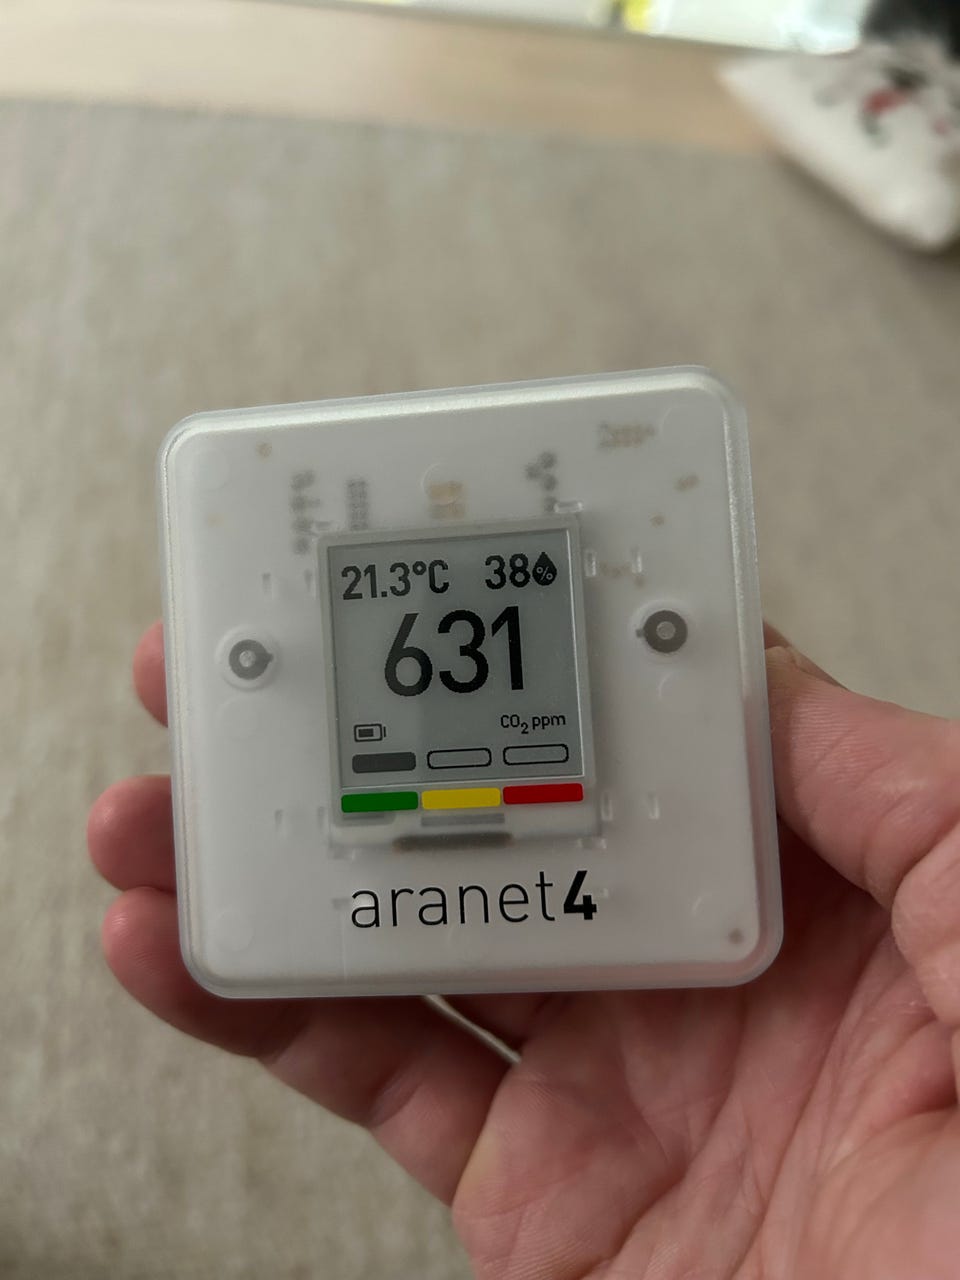 21.3°C 38%
631
CO₂ ppm
aranet4